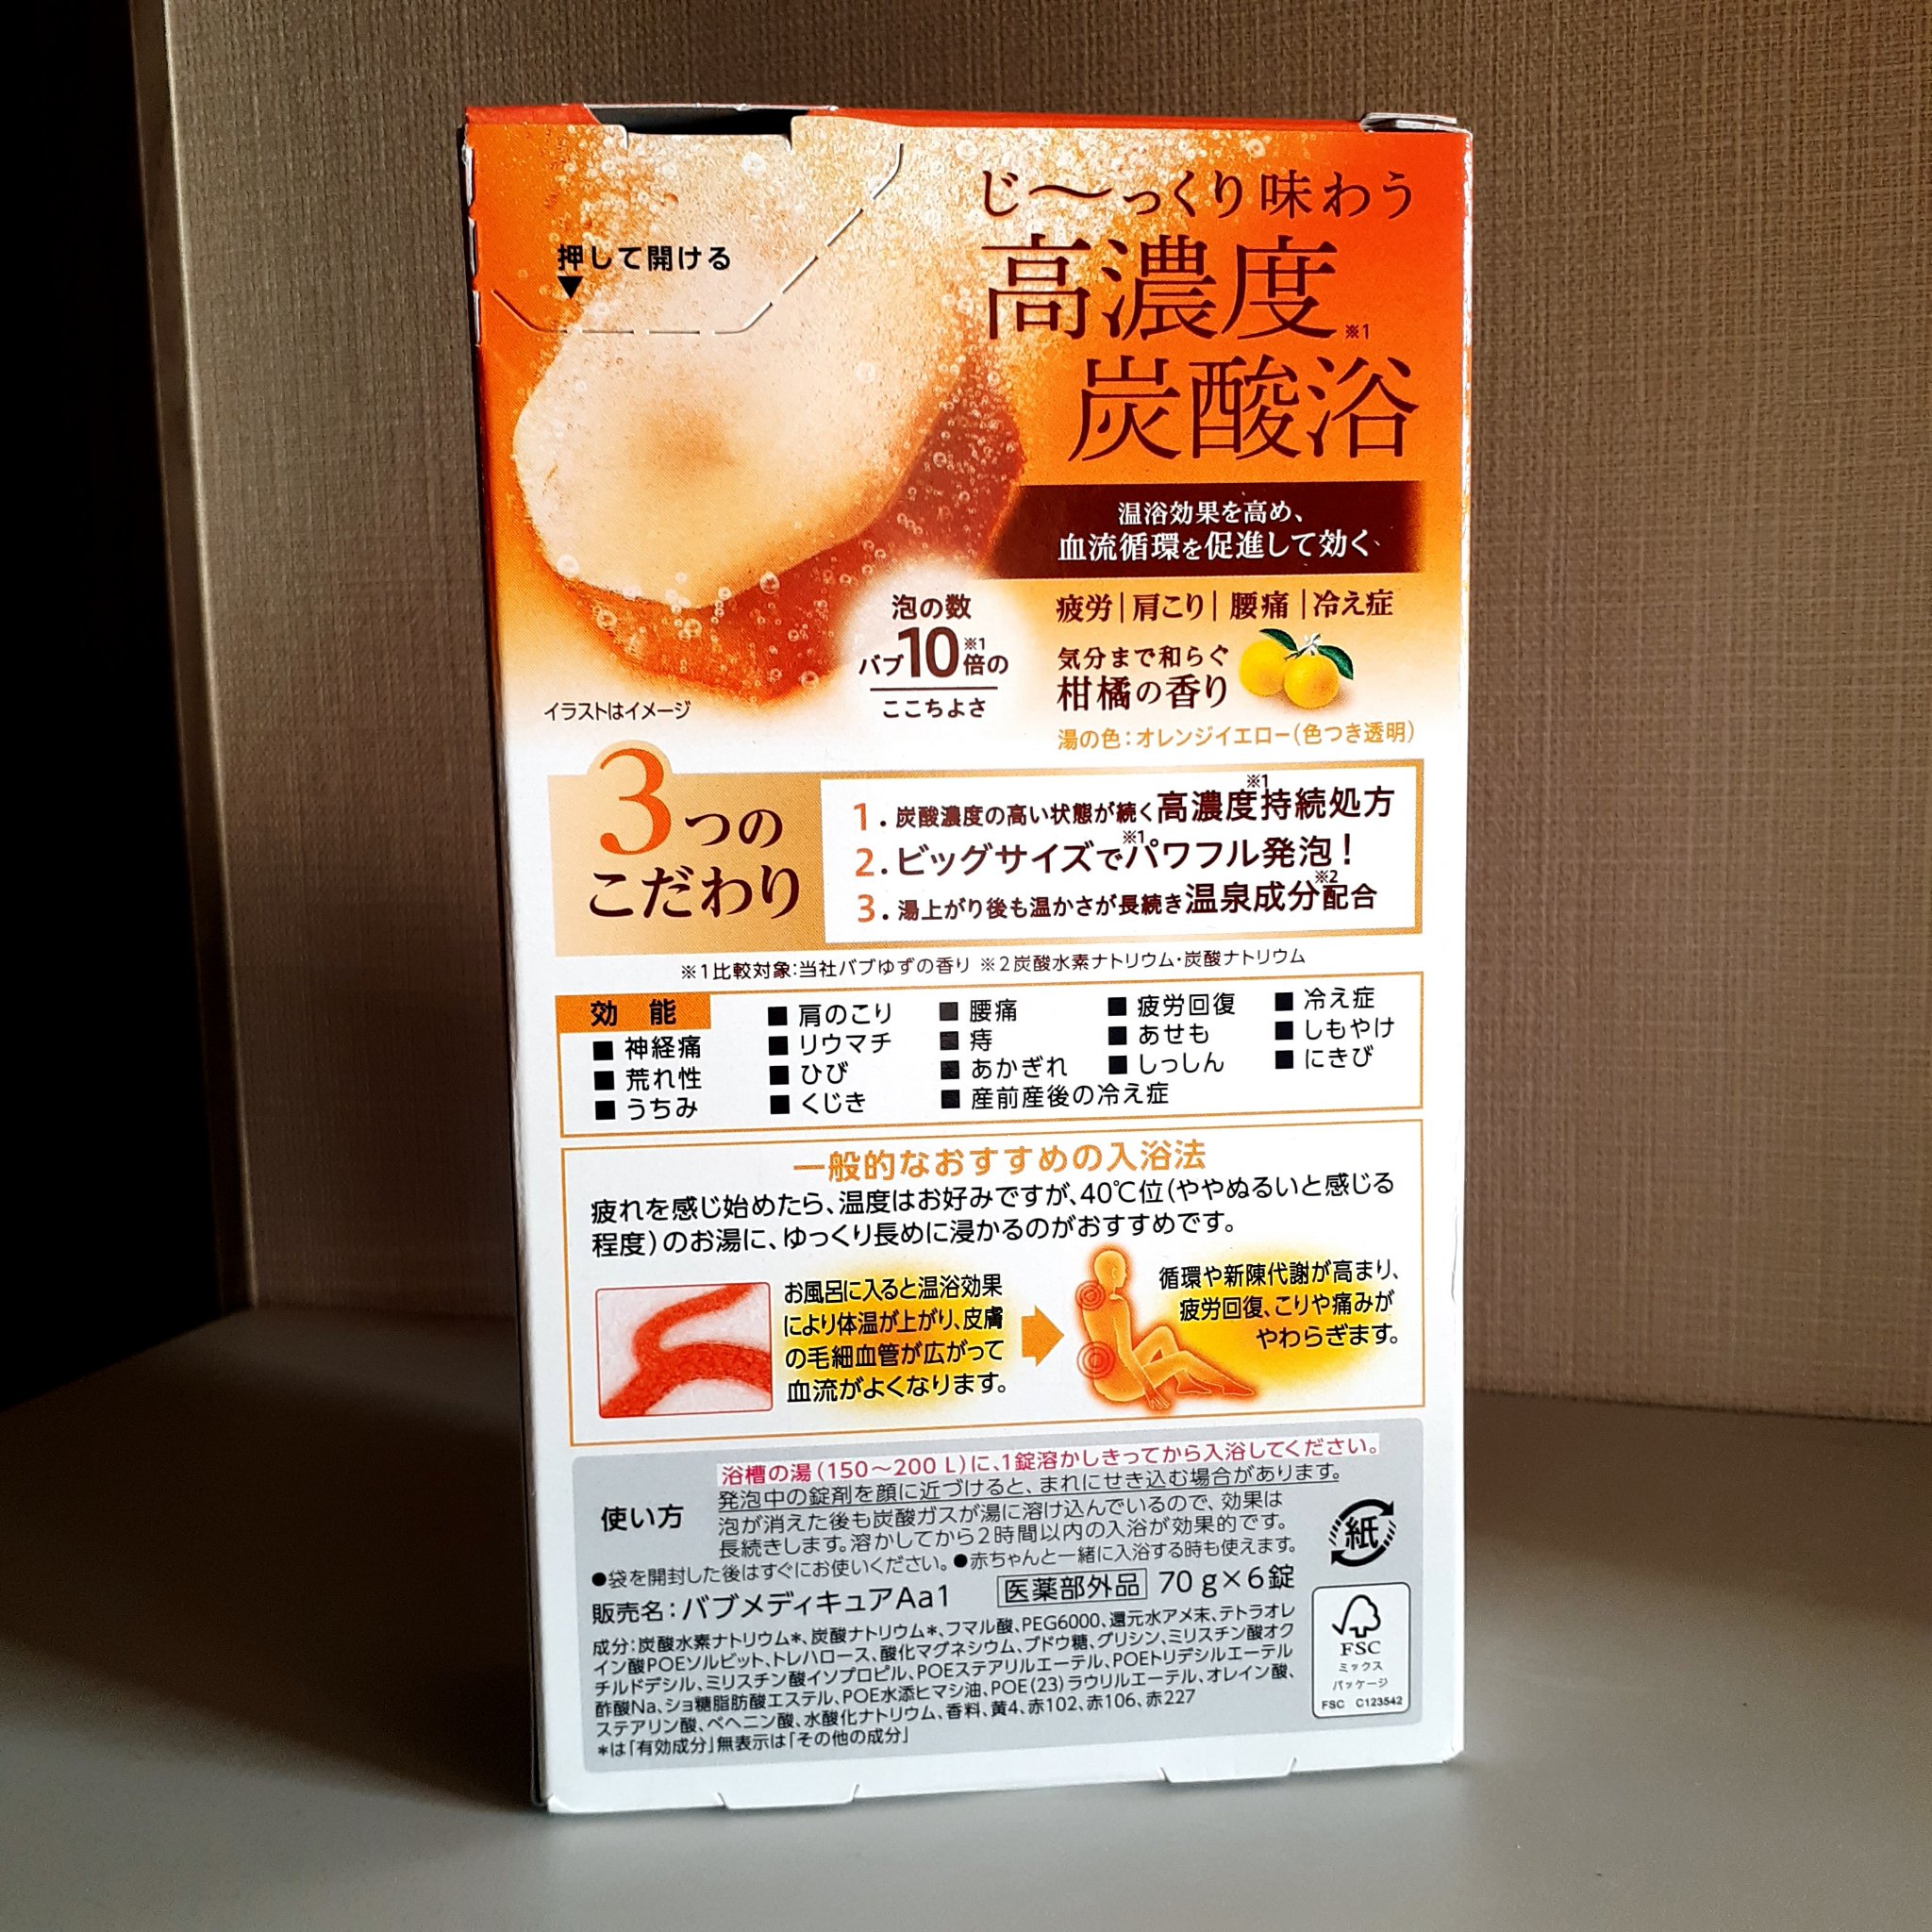 押して開ける
じ～っくり味わう
高濃度※1
炭酸浴
温浴効果を高め、
血流循環を促進して効く
疲労|肩こり|腰痛|冷え症
泡の数
バブ10※1倍の
ここちよさ
気分まで和らぐ
柑橘の香り
イラストはイメージ
湯の色:オレンジイエロー(色つき透明)
3つの
こだわり
1.炭酸濃度の高い状態が続く高濃度※1持続処方
2.ビッグサイズで※1パワフル発泡!
3.湯上がり後も温かさが長続き温泉成分※2配合
※1比較対象:当社バブゆずの香り ※2炭酸水素ナトリウム・炭酸ナトリウム
効 能 ■肩のこり ■腰痛 ■疲労回復 ■冷え症
■神経痛 ■リウマチ ■痔 ■あせも ■しもやけ
■荒れ性 ■ひび ■あかぎれ ■しっしん ■にきび
■うちみ ■くじき ■産前産後の冷え症
一般的なおすすめの入浴法
疲れを感じ始めたら、温度はお好みですが、40℃位(ややぬるいと感じる
程度)のお湯に、ゆっくり長めに浸かるのがおすすめです。
お風呂に入ると温浴効果
により体温が上がり、皮膚
の毛細血管が広がって
血流がよくなります。
循環や新陳代謝が高まり、
疲労回復、こりや痛みが
やわらぎます。
使い方
浴槽の湯(150～200 L)に、1錠溶かしきってから入浴してください。
発泡中の錠剤を顔に近づけると、まれにせき込む場合があります。
泡が消えた後も炭酸ガスが湯に溶け込んでいるので、効果は
長続きします。溶かしてから2時間以内の入浴が効果的です。
●袋を開封した後はすぐにお使いください。●赤ちゃんと一緒に入浴する時も使えます。
紙
販売名:バブメディキュアAa1 医薬部外品 70 g×6錠
成分:炭酸水素ナトリウム*、炭酸ナトリウム*、フマル酸、PEG6000、還元水アメ末、テトラオレ
イン酸POEソルビット、トレハロース、酸化マグネシウム、ブドウ糖、グリシン、ミリスチン酸オク
チルドデシル、ミリスチン酸イソプロピル、POEステアリルエーテル、POEトリデシルエーテル
酢酸Na、ショ糖脂肪酸エステル、POE水添ヒマシ油、POE(23)ラウリルエーテル、オレイン酸、
ステアリン酸、ベヘニン酸、水酸化ナトリウム、香料、黄4、赤102、赤106、赤227
*は「有効成分」無表示は「その他の成分」
FSC
ミックス
パッケージ
FSC C123542